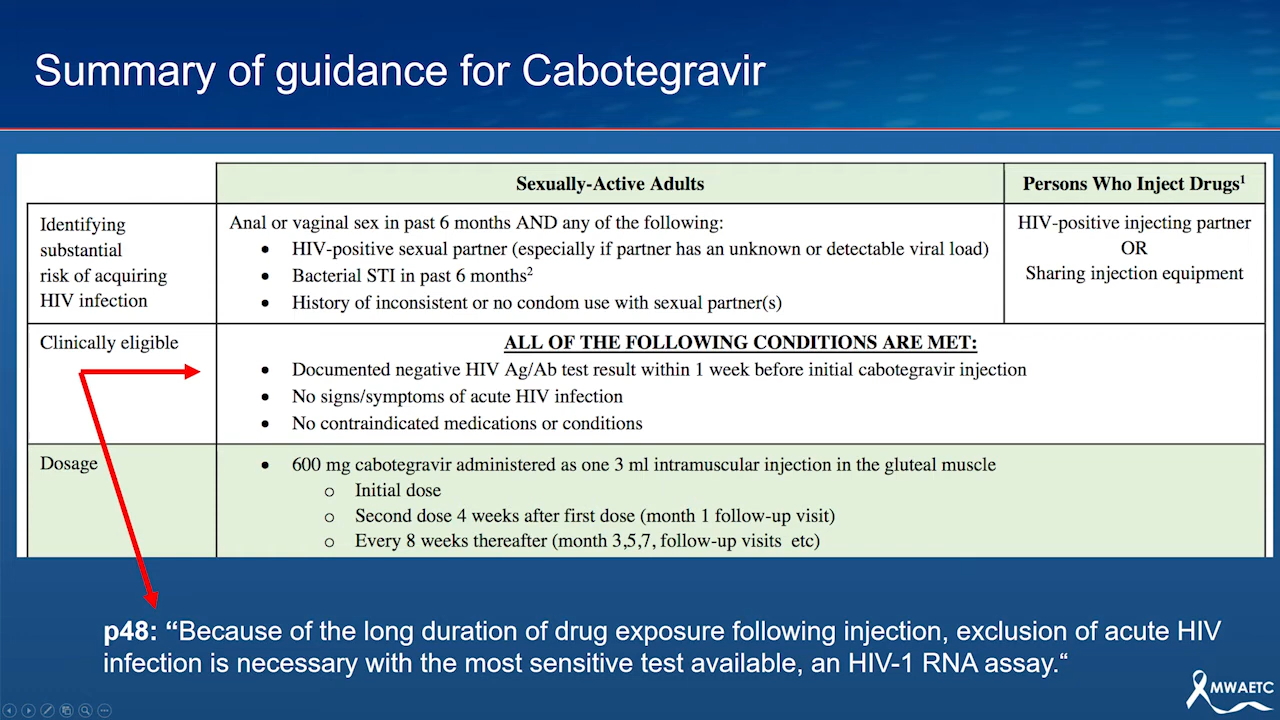 Summary of guidance for Cabotegravir
Sexually-Active Adults
Persons Who Inject Drugs¹
Identifying
substantial
risk of acquiring
HIV infection
Anal or vaginal sex in past 6 months AND any of the following:
• HIV-positive sexual partner (especially if partner has an unknown or detectable viral load)
• Bacterial STI in past 6 months²
• History of inconsistent or no condom use with sexual partner(s)
HIV-positive injecting partner
OR
Sharing injection equipment
Clinically eligible
ALL OF THE FOLLOWING CONDITIONS ARE MET:
• Documented negative HIV Ag/Ab test result within 1 week before initial cabotegravir injection
• No signs/symptoms of acute HIV infection
• No contraindicated medications or conditions
Dosage
• 600 mg cabotegravir administered as one 3 ml intramuscular injection in the gluteal muscle
o Initial dose
o Second dose 4 weeks after first dose (month 1 follow-up visit)
o Every 8 weeks thereafter (month 3,5,7, follow-up visits etc)
p48: “Because of the long duration of drug exposure following injection, exclusion of acute HIV
infection is necessary with the most sensitive test available, an HIV-1 RNA assay.“
MWAETC